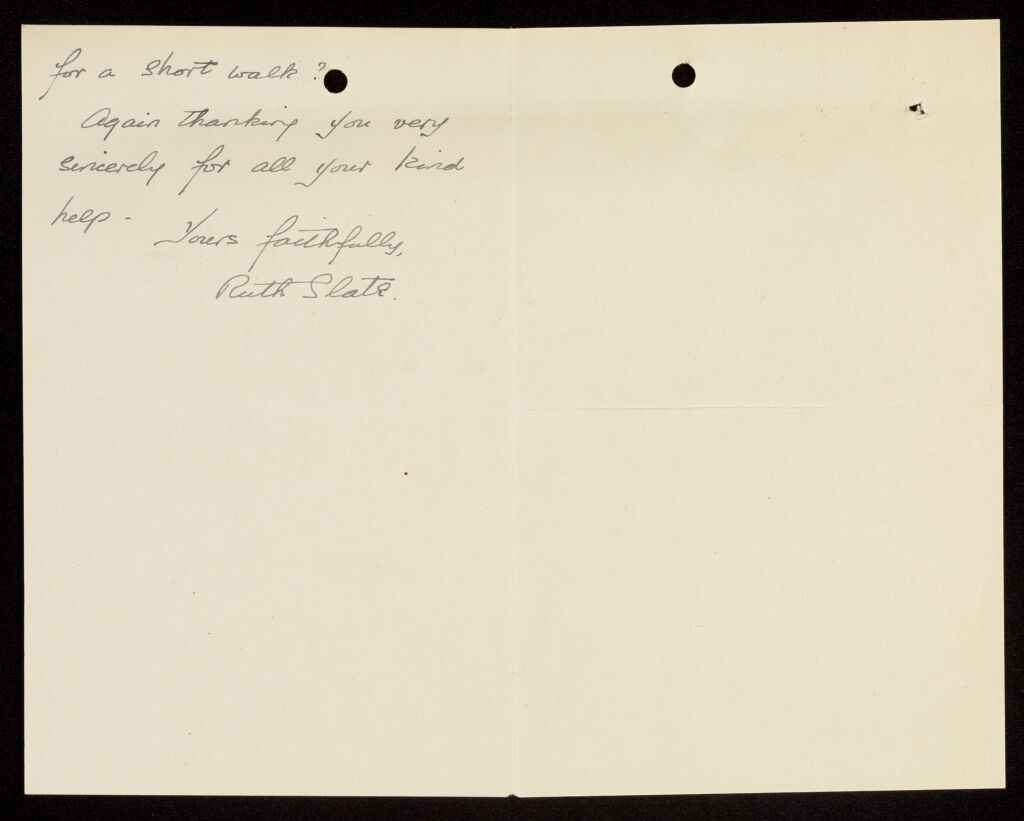 for a short walk?
Again thanking you very
sincerely for all your kind
help -
Yours faithfully,
Ruth Slate.